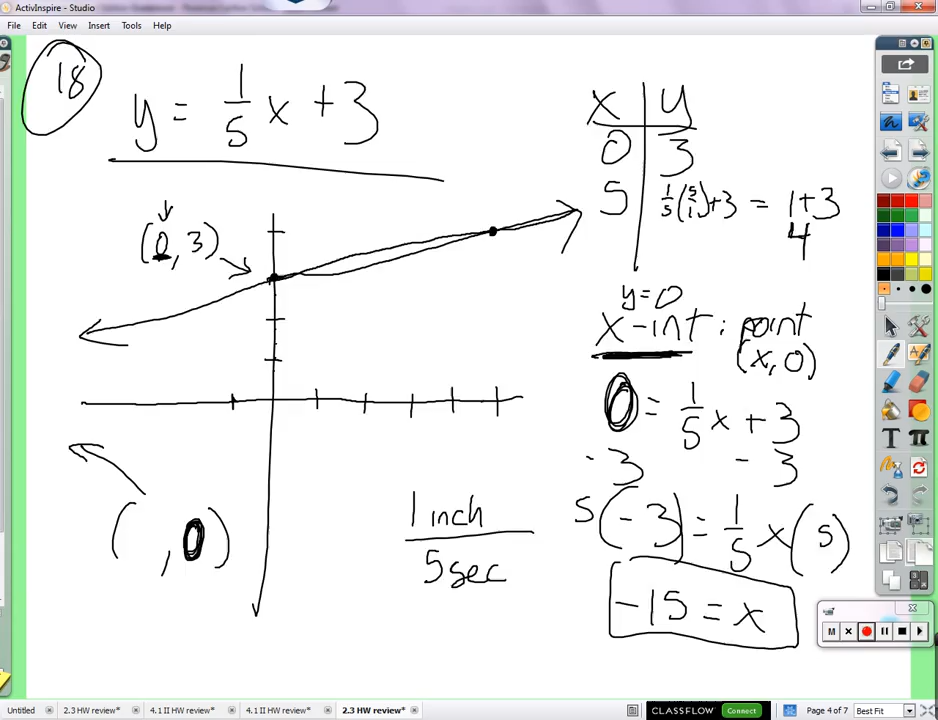 ActivInspire - Studio
File Edit View Insert Tools Help
18
y = 1/5 x + 3
x | y
0 | 3
5 | 1/5 (5/1) + 3 = 1 + 3
4
(0, 3)
y = 0
x-int : point
(x, 0)
0 = 1/5 x + 3
- 3 - 3
5 (-3) = 1/5 x (5)
-15 = x
( , 0)
1 inch
5 sec
M
T π
Untitled 2.3 HW review* 4.1 II HW review* 4.1 II HW review* 2.3 HW review*
CLASSFLOW Connect Page 4 of 7 Best Fit